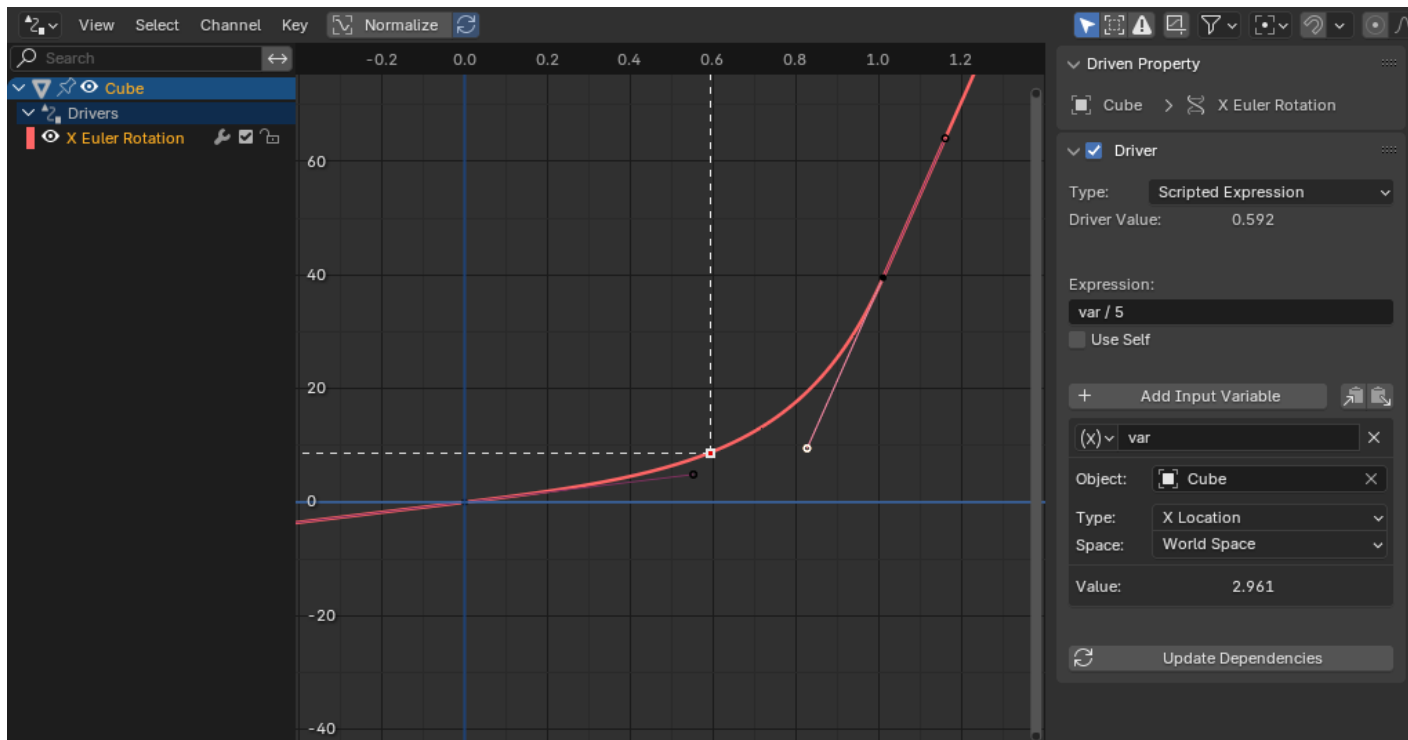 View Select Channel Key Normalize
Search
-0.2 0.0 0.2 0.4 0.6 0.8 1.0 1.2
Cube
Drivers
X Euler Rotation
60
40
20
0
-20
-40
Driven Property
Cube > X Euler Rotation
Driver
Type: Scripted Expression
Driver Value: 0.592
Expression:
var / 5
Use Self
+ Add Input Variable
(x) var
Object: Cube
Type: X Location
Space: World Space
Value: 2.961
Update Dependencies